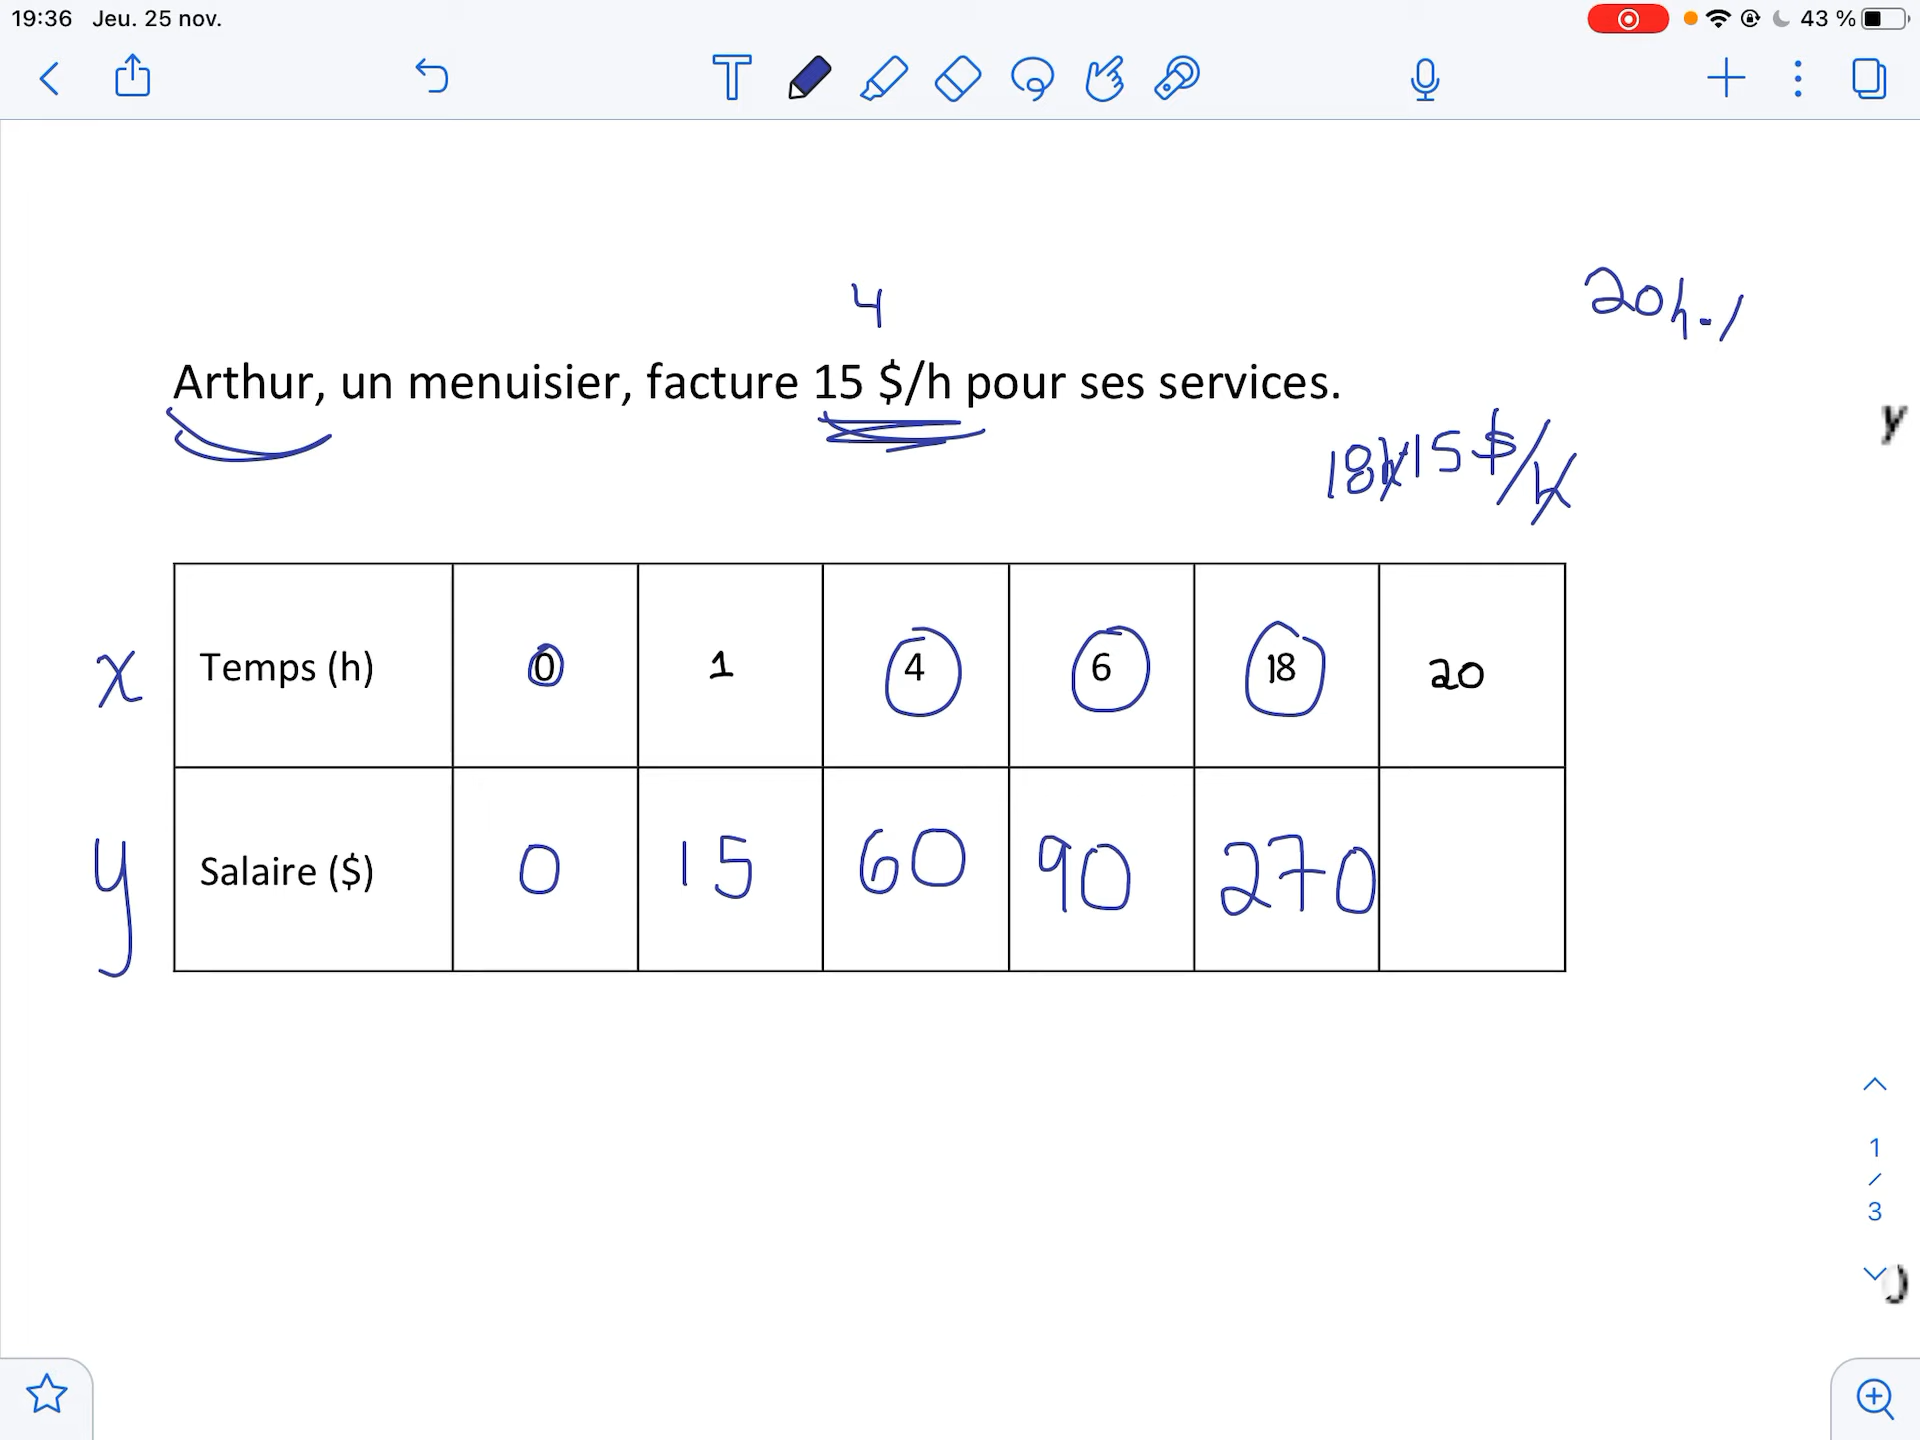 19:36 Jeu. 25 nov. 43 %
T
4
20h·1
Arthur, un menuisier, facture 15 $/h pour ses services.
y
18h 15 $/h
x Temps (h) 0 1 4 6 18 20
y Salaire ($) 0 15 60 90 270
1
/
3